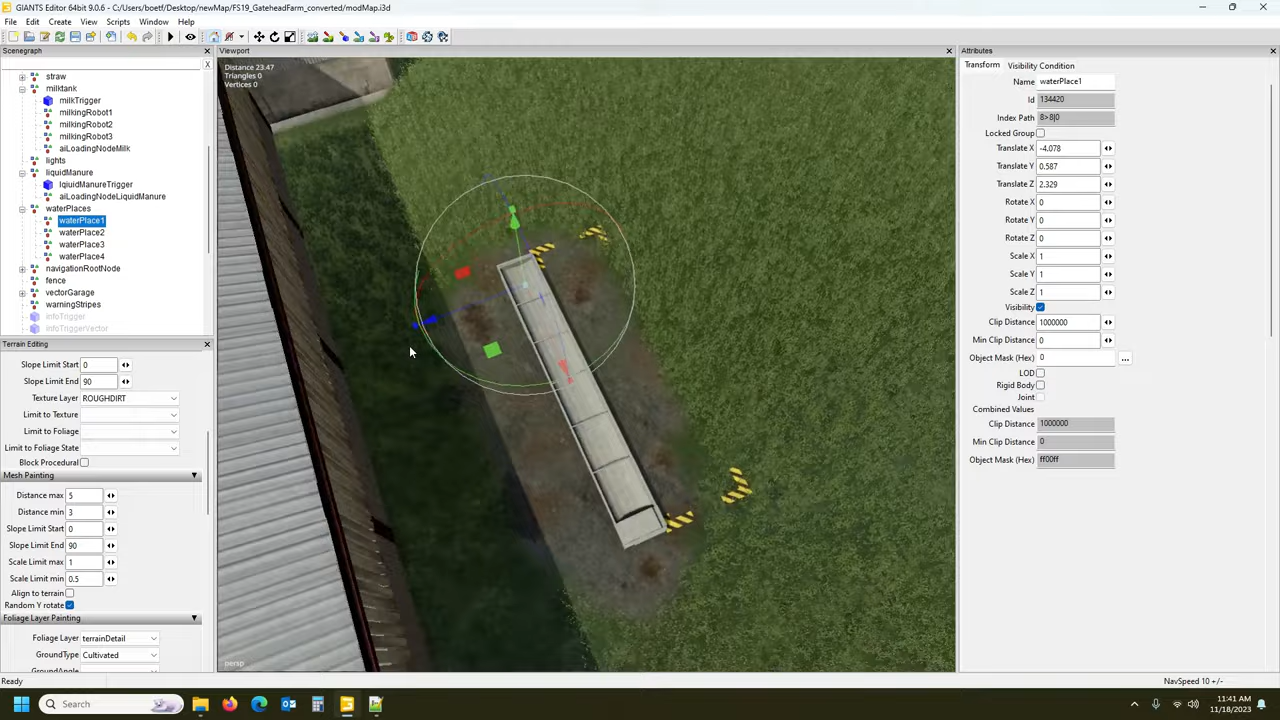 GIANTS Editor 64bit 9.0.6 - C:/Users/boetf/Desktop/newMap/FS19_GateheadFarm_converted/modMap.i3d
File Edit Create View Scripts Window Help
Scenegraph
X
straw
milktank
milkTrigger
milkingRobot1
milkingRobot2
milkingRobot3
aiLoadingNodeMilk
lights
liquidManure
lqiuidManureTrigger
aiLoadingNodeLiquidManure
waterPlaces
waterPlace1
waterPlace2
waterPlace3
waterPlace4
navigationRootNode
fence
vectorGarage
warningStripes
infoTrigger
infoTriggerVector
Terrain Editing
Slope Limit Start 0
Slope Limit End 90
Texture Layer ROUGHDIRT
Limit to Texture
Limit to Foliage
Limit to Foliage State
Block Procedural
Mesh Painting
Distance max 5
Distance min 3
Slope Limit Start 0
Slope Limit End 90
Scale Limit max 1
Scale Limit min 0.5
Align to terrain
Random Y rotate
Foliage Layer Painting
Foliage Layer terrainDetail
GroundType Cultivated
GroundAngle
Viewport
Distance 23.47
Triangles 0
Vertices 0
persp
Attributes
Transform Visibility Condition
Name waterPlace1
Id 134420
Index Path 8>8|0
Locked Group
Translate X -4.078
Translate Y 0.587
Translate Z 2.329
Rotate X 0
Rotate Y 0
Rotate Z 0
Scale X 1
Scale Y 1
Scale Z 1
Visibility
Clip Distance 1000000
Min Clip Distance 0
Object Mask (Hex) 0 ...
LOD
Rigid Body
Joint
Combined Values
Clip Distance 1000000
Min Clip Distance 0
Object Mask (Hex) ff00ff
Ready
NavSpeed 10 +/-
Search
11:41 AM
11/18/2023